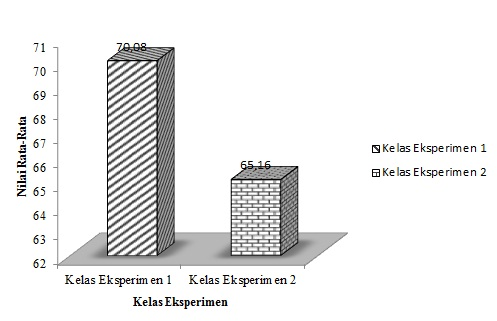 71
70
69
68
67
66
65
64
63
62
Nilai Rata-Rata
70,08
65,16
Kelas Eksperimen 1
Kelas Eksperimen 2
Kelas Eksperimen
Kelas Eksperimen 1
Kelas Eksperimen 2